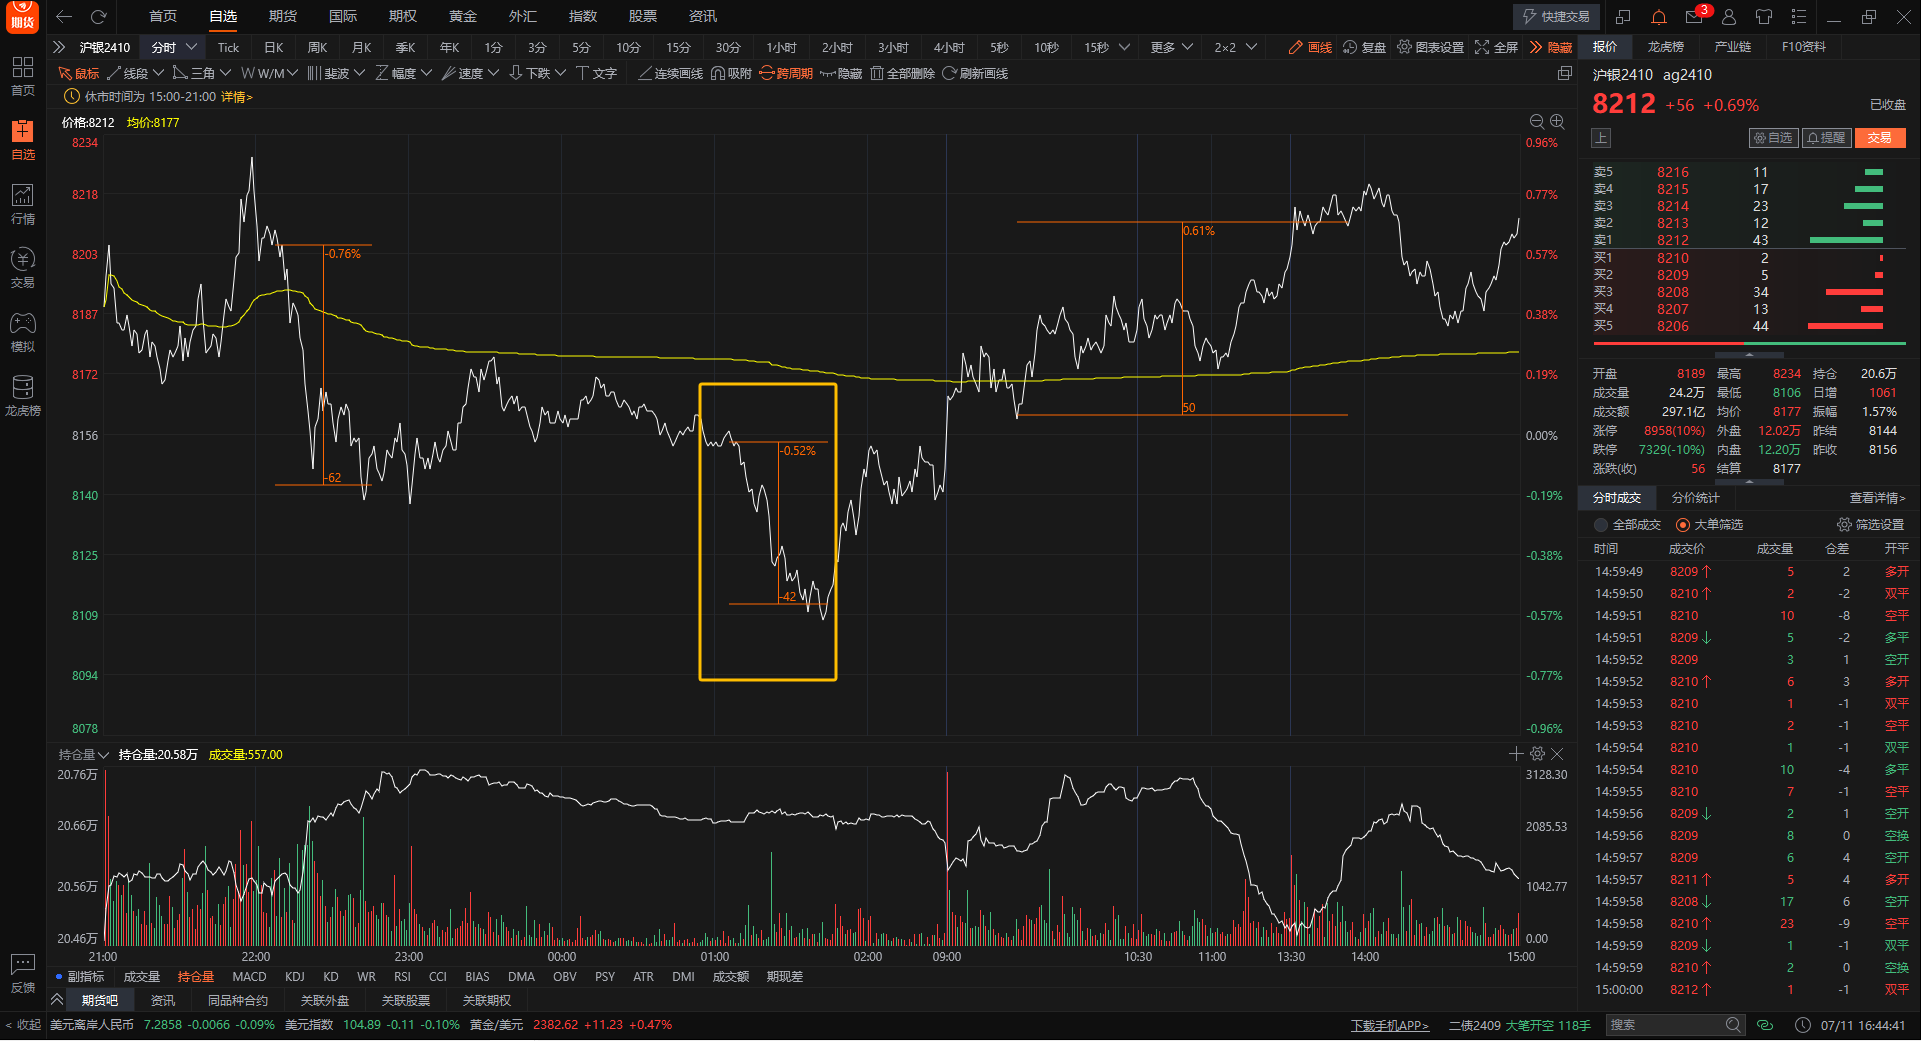 期货
首页 自选 期货 国际 期权 黄金 外汇 指数 股票 资讯 快捷交易 3
沪银2410 分时 Tick 日K 周K 月K 季K 年K 1分 3分 5分 10分 15分 30分 1小时 2小时 3小时 4小时 5秒 10秒 15秒 更多 2×2 画线 复盘 图表设置 全屏 隐藏 报价 龙虎榜 产业链 F10资料
鼠标 线段 三角 W/M 斐波 幅度 速度 下跌 文字 连续画线 吸附 跨周期 隐藏 全部删除 刷新画线
休市时间为 15:00-21:00 详情>
价格:8212 均价:8177
首页
自选
行情
交易
模拟
龙虎榜
反馈
< 收起
8234 0.96%
8218 0.77%
8203 0.57%
8187 0.38%
8172 0.19%
8156 0.00%
8140 -0.19%
8125 -0.38%
8109 -0.57%
8094 -0.77%
8078 -0.96%
-0.76%
-62
-0.52%
-42
0.61%
50
持仓量 持仓量:20.58万 成交量:557.00
20.76万 3128.30
20.66万 2085.53
20.56万 1042.77
20.46万 0.00
21:00 22:00 23:00 00:00 01:00 02:00 09:00 10:30 11:00 13:30 14:00 15:00
副指标 成交量 持仓量 MACD KDJ KD WR RSI CCI BIAS DMA OBV PSY ATR DMI 成交额 期现差
期货吧 资讯 同品种合约 关联外盘 关联股票 关联期权
沪银2410 ag2410
8212 +56 +0.69% 已收盘
上 自选 提醒 交易
卖5 8216 11
卖4 8215 17
卖3 8214 23
卖2 8213 12
卖1 8212 43
买1 8210 2
买2 8209 5
买3 8208 34
买4 8207 13
买5 8206 44
开盘 8189 最高 8234 持仓 20.6万
成交量 24.2万 最低 8106 日增 1061
成交额 297.1亿 均价 8177 振幅 1.57%
涨停 8958(10%) 外盘 12.02万 昨结 8144
跌停 7329(-10%) 内盘 12.20万 昨收 8156
涨跌(收) 56 结算 8177
分时成交 分价统计 查看详情>
全部成交 大单筛选 筛选设置
时间 成交价 成交量 仓差 开平
14:59:49 8209↑ 5 2 多开
14:59:50 8210↑ 2 -2 双平
14:59:51 8210 10 -8 空平
14:59:51 8209↓ 5 -2 多平
14:59:52 8209 3 1 空开
14:59:52 8210↑ 6 3 多开
14:59:53 8210 1 -1 双平
14:59:53 8210 2 -1 空平
14:59:54 8210 1 -1 双平
14:59:54 8210 10 -4 多平
14:59:55 8210 7 -1 空平
14:59:56 8209↓ 2 1 空开
14:59:56 8209 8 0 空换
14:59:57 8209 6 4 空开
14:59:57 8211↑ 5 4 多开
14:59:58 8208↓ 17 6 空开
14:59:58 8210↑ 23 -9 空平
14:59:59 8209↓ 1 -1 双平
14:59:59 8210↑ 2 0 空换
15:00:00 8212↑ 1 -1 双平
美元离岸人民币 7.2858 -0.0066 -0.09% 美元指数 104.89 -0.11 -0.10% 黄金/美元 2382.62 +11.23 +0.47% 下载手机APP> 二债2409 大笔开空 118手 搜索 07/11 16:44:41